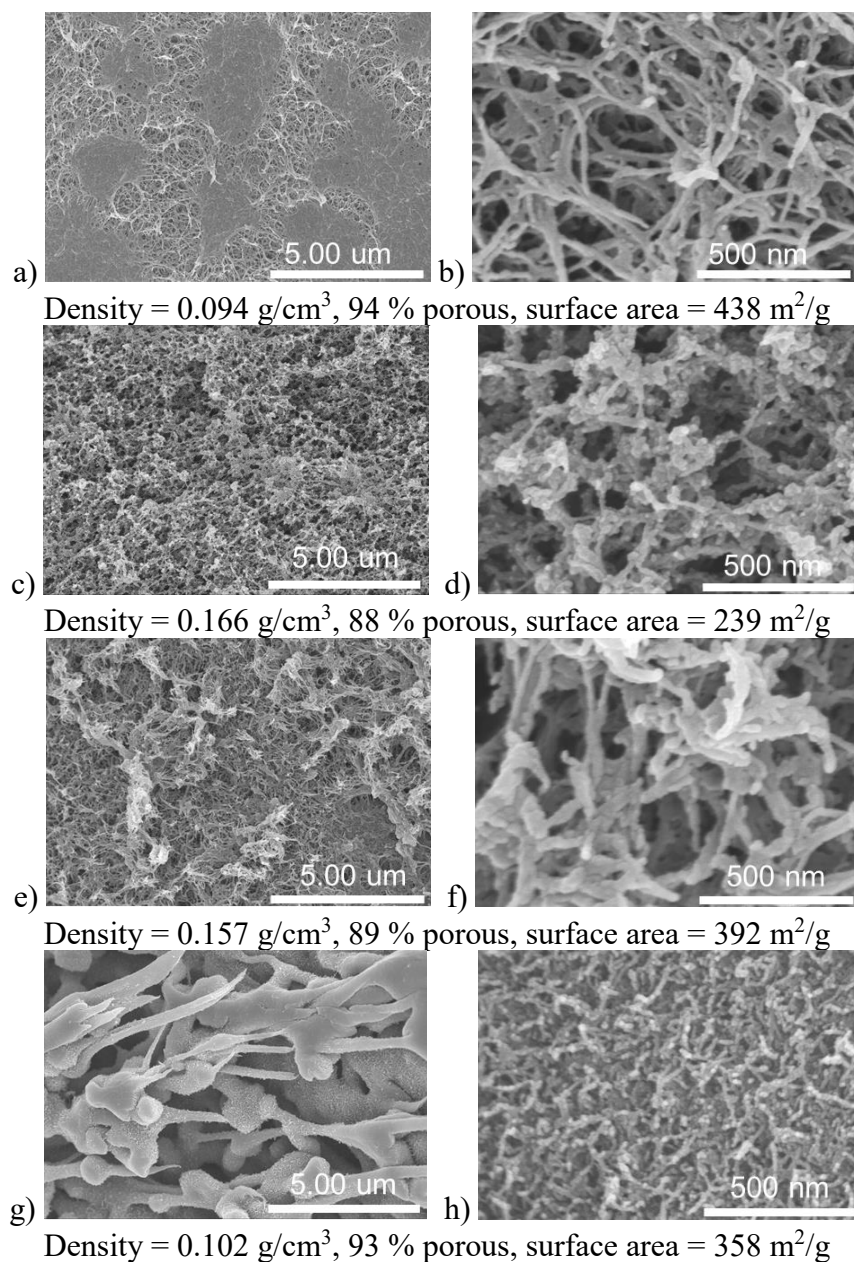 5.00 um
500 nm
a)
b)
Density = 0.094 g/cm³, 94 % porous, surface area = 438 m²/g
5.00 um
500 nm
c)
d)
Density = 0.166 g/cm³, 88 % porous, surface area = 239 m²/g
5.00 um
500 nm
e)
f)
Density = 0.157 g/cm³, 89 % porous, surface area = 392 m²/g
5.00 um
500 nm
g)
h)
Density = 0.102 g/cm³, 93 % porous, surface area = 358 m²/g